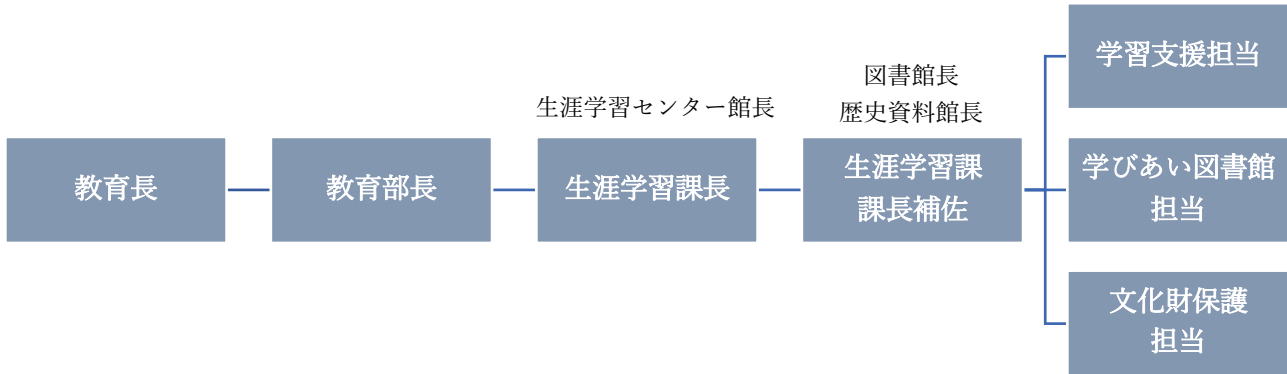 教育長
教育部長
生涯学習センター館長
生涯学習課長
図書館長
歴史資料館長
生涯学習課
課長補佐
学習支援担当
学びあい図書館
担当
文化財保護
担当